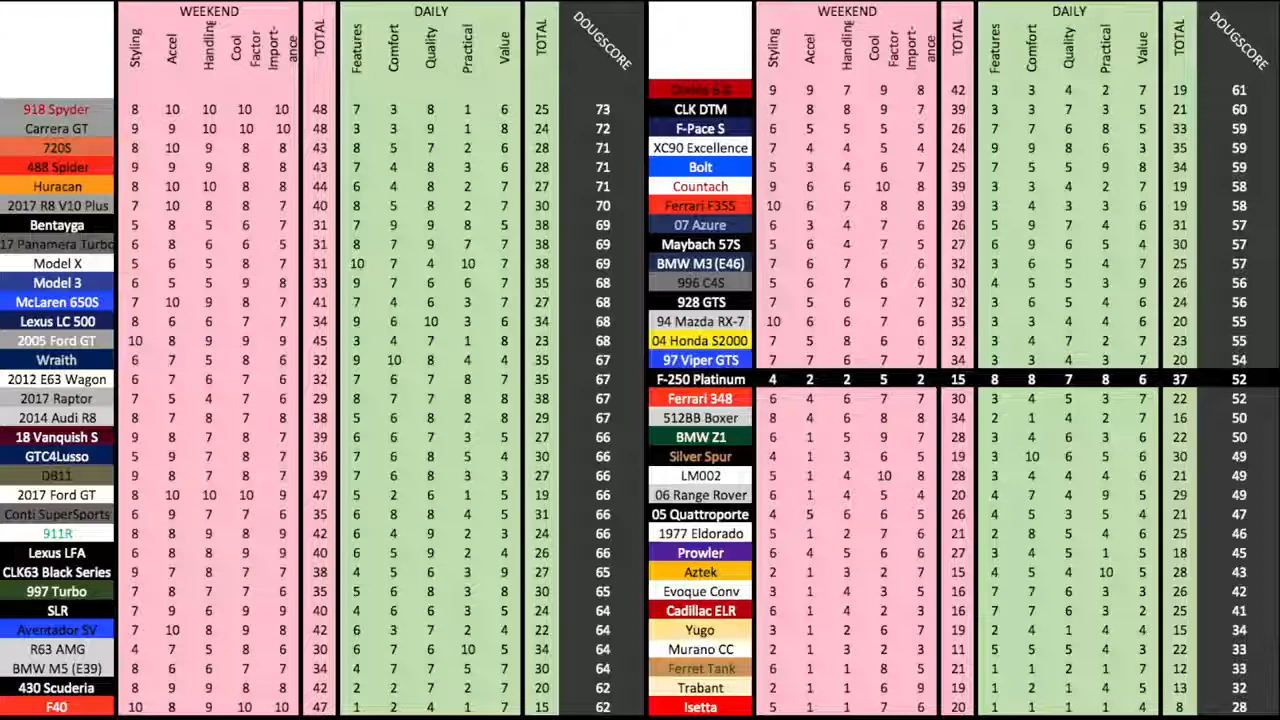 WEEKEND DAILY
Styling Accel Handling Cool Factor Import-ance TOTAL Features Comfort Quality Practical Value TOTAL DOUGSCORE
918 Spyder 8 10 10 10 10 48 7 3 8 1 6 25 73
Carrera GT 9 9 10 10 10 48 3 3 9 1 8 24 72
720S 8 10 9 8 8 43 8 5 7 2 6 28 71
488 Spider 9 9 9 8 8 43 7 4 8 3 6 28 71
Huracan 8 10 10 8 8 44 6 4 8 2 7 27 71
2017 R8 V10 Plus 7 10 8 8 7 40 8 5 8 2 7 30 70
Bentayga 5 7 5 8 6 31 7 9 9 8 5 38 69
17 Panamera Turbo 6 8 6 6 5 31 8 7 9 7 7 38 69
Model X 5 6 5 8 7 31 10 7 4 10 7 38 69
Model 3 6 5 5 9 8 33 9 7 6 6 7 35 68
McLaren 650S 7 10 9 8 7 41 7 4 6 3 7 27 68
Lexus LC 500 8 6 6 7 7 34 9 6 10 3 6 34 68
2005 Ford GT 10 8 9 9 9 45 3 4 7 1 8 23 68
Wraith 6 7 5 8 6 32 9 10 8 4 4 35 67
2012 E63 Wagon 6 7 6 7 6 32 7 6 7 8 7 35 67
2017 Raptor 7 5 4 7 6 29 8 7 7 8 8 38 67
2014 Audi R8 8 7 8 7 8 38 5 6 8 2 8 29 67
18 Vanquish S 9 8 8 7 7 39 5 6 7 3 5 27 66
GTC4Lusso 5 9 8 7 7 36 7 6 8 5 4 30 66
DB11 9 8 7 8 7 39 7 6 8 3 3 27 66
2017 Ford GT 8 10 10 10 9 47 5 2 6 1 5 19 66
Conti SuperSports 6 9 7 7 6 35 6 8 8 4 5 31 66
911R 6 8 9 10 9 42 6 4 9 2 3 24 66
Lexus LFA 6 8 8 9 9 40 6 5 9 2 4 26 66
CLK63 Black Series 9 7 8 7 7 38 4 5 6 3 9 27 65
997 Turbo 5 8 8 7 7 35 5 6 8 3 8 30 65
SLR 7 9 6 9 9 40 4 6 6 3 5 24 64
Aventador SV 7 10 8 9 8 42 6 3 7 2 4 22 64
R63 AMG 4 7 5 8 6 30 7 6 4 10 7 34 64
BMW M5 (E39) 8 6 6 7 7 34 4 7 7 5 7 30 64
430 Scuderia 8 9 9 8 8 42 2 2 7 2 7 20 62
F40 10 8 9 10 10 47 1 2 4 1 7 15 62
WEEKEND DAILY
Styling Accel Handling Cool Factor Import-ance TOTAL Features Comfort Quality Practical Value TOTAL DOUGSCORE
9 9 7 9 8 42 3 3 4 2 7 19 61
CLK DTM 7 8 8 9 7 39 3 3 7 3 5 21 60
F-Pace S 6 5 5 5 5 26 7 7 6 8 5 33 59
XC90 Excellence 7 4 4 5 4 24 9 9 8 6 3 35 59
Bolt 5 5 4 4 7 25 7 5 5 9 8 34 59
Countach 9 6 6 10 8 39 3 3 4 2 7 19 58
Ferrari F355 10 6 7 8 8 39 3 4 3 3 6 19 58
07 Azure 8 3 4 7 4 26 5 9 7 4 6 31 57
Maybach 57S 5 6 4 7 5 27 6 9 6 5 4 30 57
BMW M3 (E46) 7 6 7 6 6 32 3 6 4 5 7 25 57
996 C4S 5 7 7 6 5 30 4 5 5 3 9 26 56
928 GTS 7 5 6 7 7 32 3 6 5 4 6 24 56
94 Mazda RX-7 10 6 6 7 6 35 3 3 4 4 6 20 55
04 Honda S2000 7 5 8 6 6 32 3 4 7 2 7 23 55
97 Viper GTS 7 7 6 7 7 34 3 3 4 3 7 20 54
F-250 Platinum 4 2 2 5 2 15 8 8 7 8 6 37 52
Ferrari 348 6 4 6 7 7 30 3 4 5 3 7 22 52
512BB Boxer 8 4 6 8 8 34 2 1 4 2 7 16 50
BMW Z1 6 1 5 9 7 28 3 4 6 3 6 22 50
Silver Spur 4 1 3 6 5 19 3 10 6 5 6 30 49
LM002 5 1 4 10 8 28 3 4 4 4 6 21 49
06 Range Rover 6 1 4 5 4 20 4 7 4 9 5 29 49
05 Quattroporte 4 5 6 6 5 26 4 5 3 5 4 21 47
1977 Eldorado 5 1 2 7 6 21 2 8 5 4 6 25 46
Prowler 6 4 5 6 6 27 3 4 5 1 5 18 45
Aztek 2 1 3 2 7 15 4 5 4 10 5 28 43
Evoque Conv 3 1 4 5 3 16 7 6 5 4 4 26 42
Cadillac ELR 6 1 4 2 3 16 7 7 6 3 2 25 41
Yugo 3 1 2 6 7 19 2 4 1 4 4 15 34
Murano CC 2 1 3 2 3 11 5 5 5 4 3 22 33
Ferret Tank 6 1 1 8 5 21 1 1 2 1 7 12 33
Trabant 2 1 1 6 9 19 1 2 1 4 5 13 32
Isetta 5 1 1 7 6 20 1 1 4 1 1 8 28